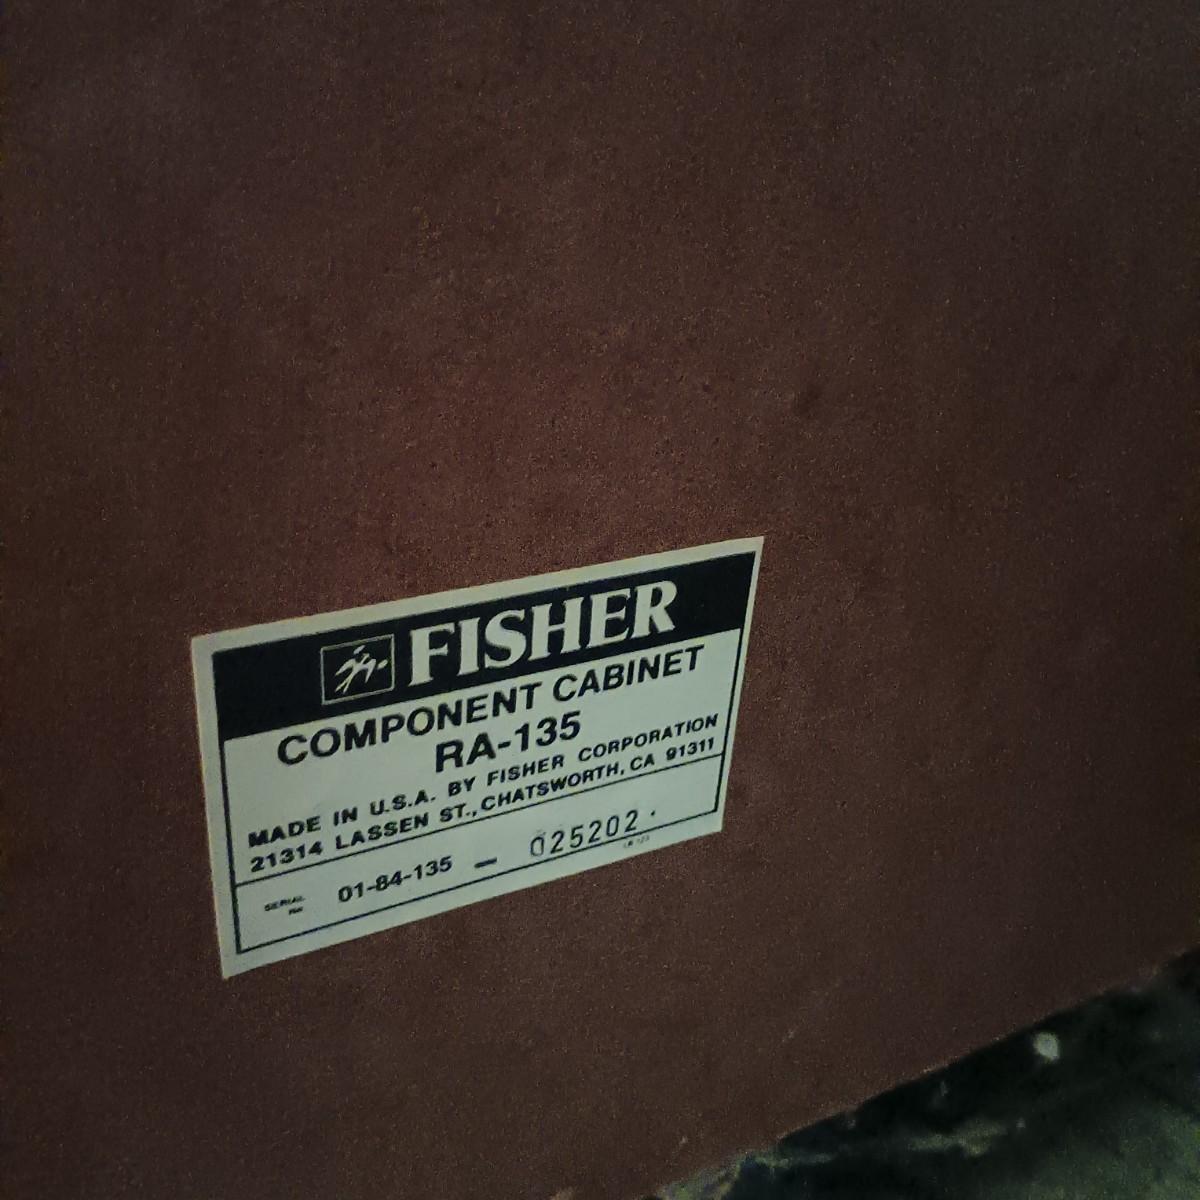 FISHER
COMPONENT CABINET
RA-135
MADE IN U.S.A. BY FISHER CORPORATION
21314 LASSEN ST., CHATSWORTH, CA 91311
SERIAL No. 01-84-135 — 025202